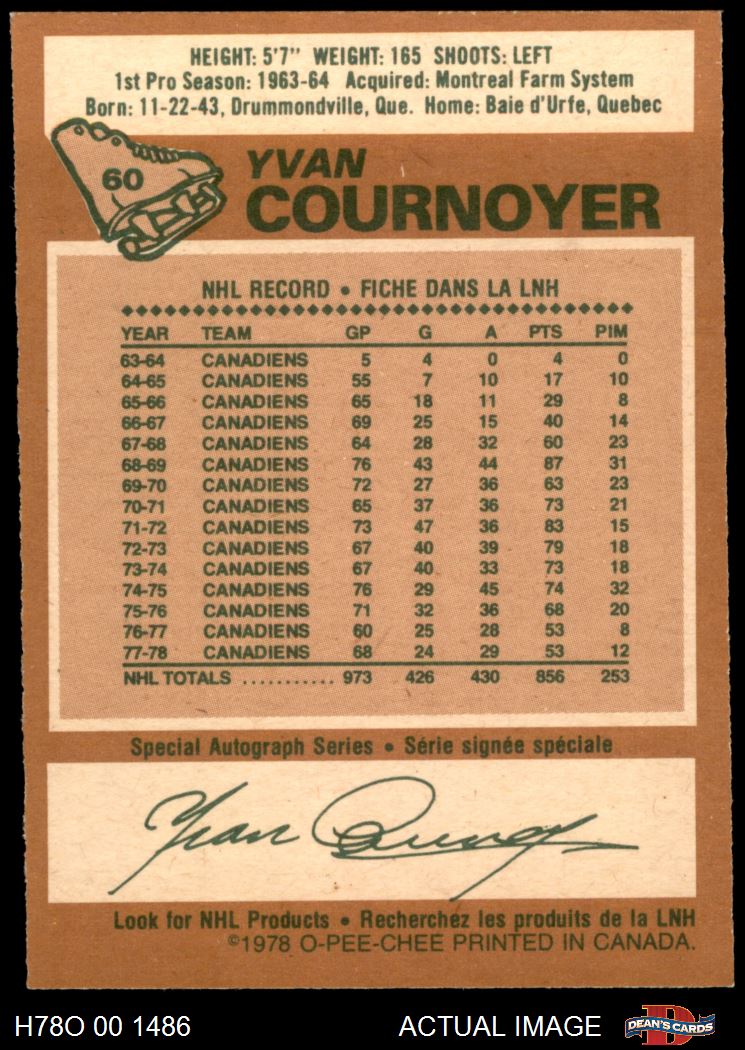 HEIGHT: 5'7" WEIGHT: 165 SHOOTS: LEFT
1st Pro Season: 1963-64 Acquired: Montreal Farm System
Born: 11-22-43, Drummondville, Que. Home: Baie d'Urfe, Quebec
60
YVAN
COURNOYER
NHL RECORD • FICHE DANS LA LNH
YEAR TEAM GP G A PTS PIM
63-64 CANADIENS 5 4 0 4 0
64-65 CANADIENS 55 7 10 17 10
65-66 CANADIENS 65 18 11 29 8
66-67 CANADIENS 69 25 15 40 14
67-68 CANADIENS 64 28 32 60 23
68-69 CANADIENS 76 43 44 87 31
69-70 CANADIENS 72 27 36 63 23
70-71 CANADIENS 65 37 36 73 21
71-72 CANADIENS 73 47 36 83 15
72-73 CANADIENS 67 40 39 79 18
73-74 CANADIENS 67 40 33 73 18
74-75 CANADIENS 76 29 45 74 32
75-76 CANADIENS 71 32 36 68 20
76-77 CANADIENS 60 25 28 53 8
77-78 CANADIENS 68 24 29 53 12
NHL TOTALS ........... 973 426 430 856 253
Special Autograph Series • Série signée spéciale
Yvan Cournoyer
Look for NHL Products • Recherchez les produits de la LNH
©1978 O-PEE-CHEE PRINTED IN CANADA.
H78O 00 1486 ACTUAL IMAGE D DEAN'S CARDS